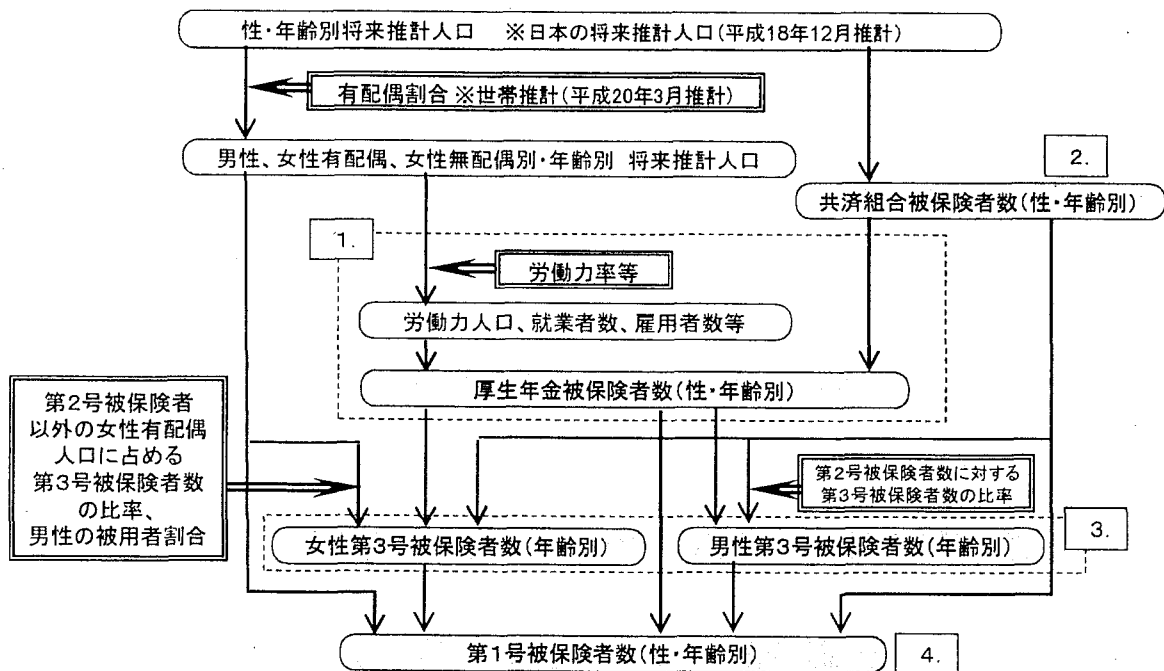 性・年齢別将来推計人口　※日本の将来推計人口(平成18年12月推計)
有配偶割合 ※世帯推計(平成20年3月推計)
男性、女性有配偶、女性無配偶別・年齢別 将来推計人口
2.
共済組合被保険者数(性・年齢別)
1.
労働力率等
労働力人口、就業者数、雇用者数等
厚生年金被保険者数(性・年齢別)
第2号被保険者
以外の女性有配偶
人口に占める
第3号被保険者数
の比率、
男性の被用者割合
第2号被保険者数に対する
第3号被保険者数の比率
3.
女性第3号被保険者数(年齢別)
男性第3号被保険者数(年齢別)
第1号被保険者数(性・年齢別)
4.